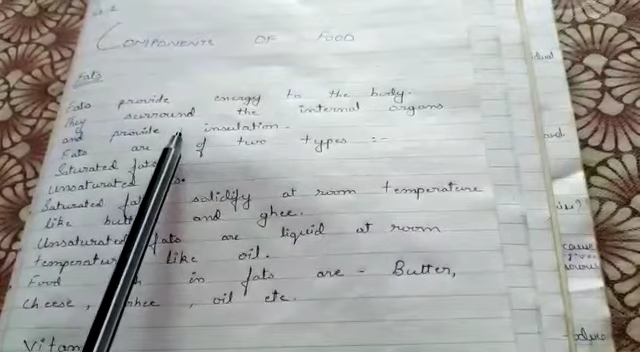 COMPONENTS OF FOOD
Fats
Fats provide energy to the body.
They surround the internal organs
and provide insulation.
Fats are of two types :-
Saturated fats
Unsaturated
Saturated solidify at room temperature
like and ghee.
Unsaturated fats are liquid at room
temperature like oil.
Food in fats are - Butter,
cheese, ghee, oil etc.